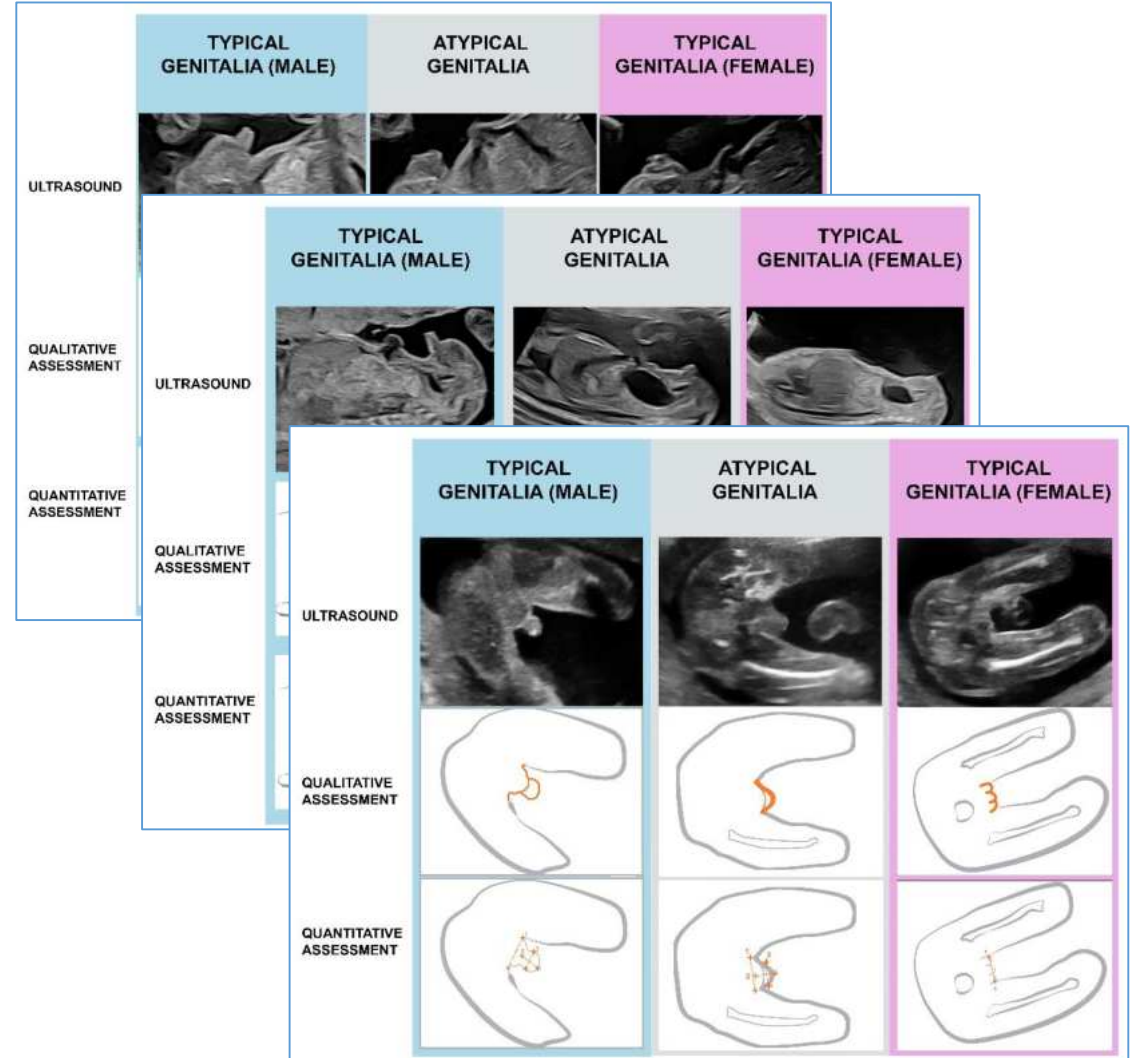 TYPICAL
GENITALIA (MALE)
ATYPICAL
GENITALIA
TYPICAL
GENITALIA (FEMALE)
ULTRASOUND
QUALITATIVE
ASSESSMENT
QUANTITATIVE
ASSESSMENT
TYPICAL
GENITALIA (MALE)
ATYPICAL
GENITALIA
TYPICAL
GENITALIA (FEMALE)
ULTRASOUND
QUALITATIVE
ASSESSMENT
QUANTITATIVE
ASSESSMENT
TYPICAL
GENITALIA (MALE)
ATYPICAL
GENITALIA
TYPICAL
GENITALIA (FEMALE)
ULTRASOUND
QUALITATIVE
ASSESSMENT
QUANTITATIVE
ASSESSMENT